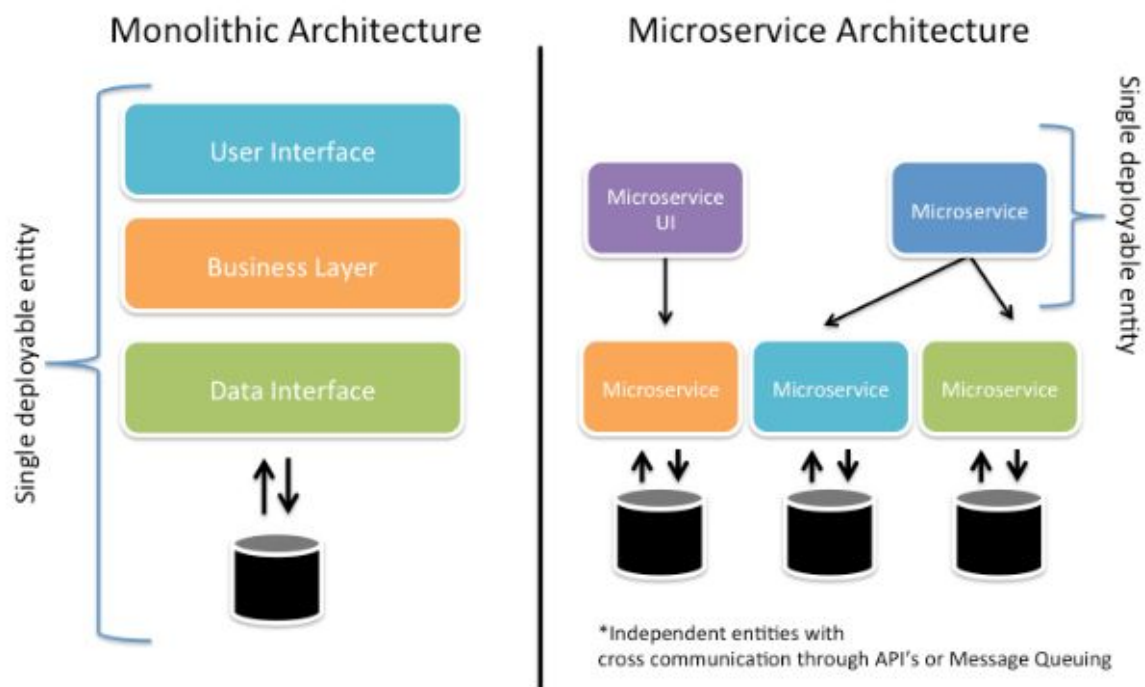 Monolithic Architecture
Single deployable entity
User Interface
Business Layer
Data Interface
Microservice Architecture
Single deployable entity
Microservice
UI
Microservice
Microservice
Microservice
Microservice
*Independent entities with
cross communication through API's or Message Queuing